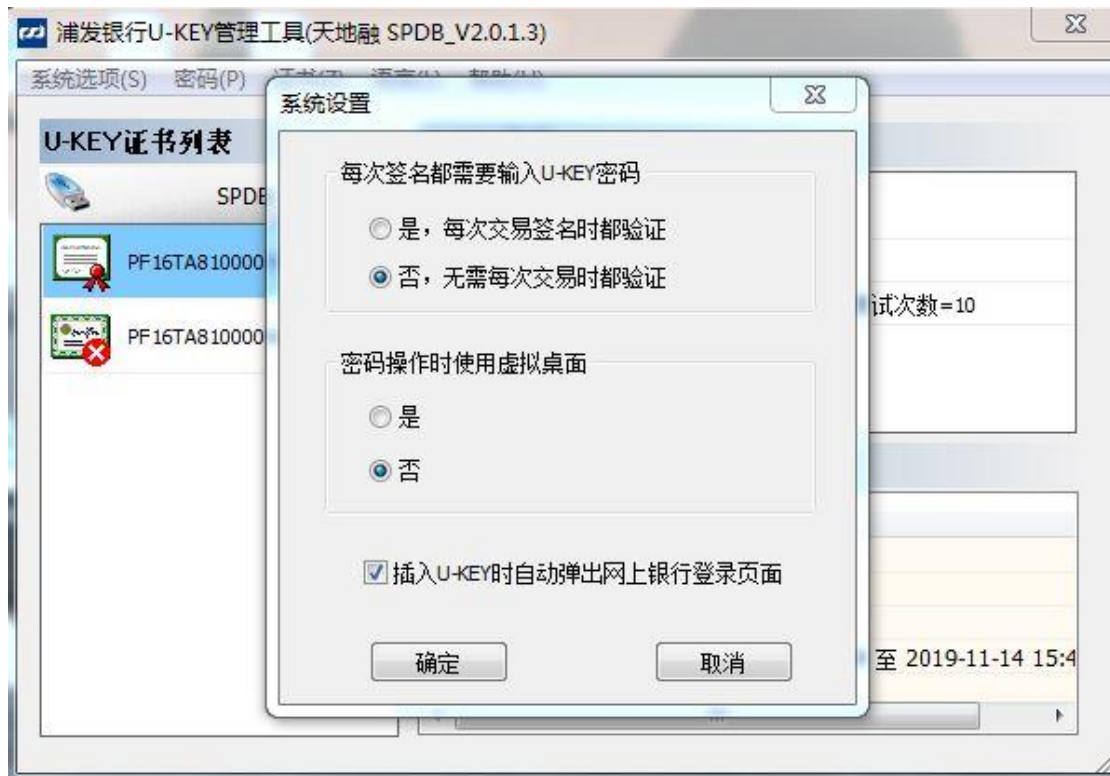 浦发银行U-KEY管理工具(天地融 SPDB_V2.0.1.3)
系统选项(S) 密码(P)
系统设置
U-KEY证书列表
SPDB
PF16TA810000
PF16TA810000
每次签名都需要输入U-KEY密码
是，每次交易签名时都验证
否，无需每次交易时都验证
试次数=10
密码操作时使用虚拟桌面
是
否
插入U-KEY时自动弹出网上银行登录页面
确定 取消
至 2019-11-14 15:4